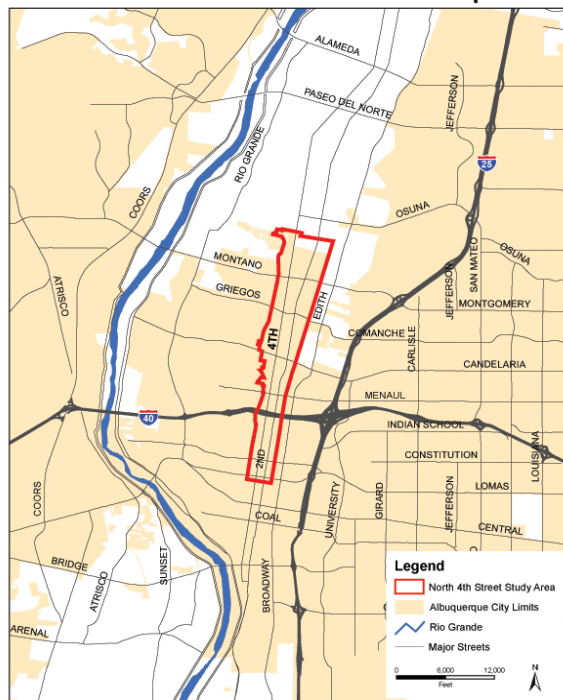 ALAMEDA
PASEO DEL NORTE
JEFFERSON
RIO GRANDE
25
COORS
OSUNA
OSUNA
SAN MATEO
MONTANO
ATRISCO
GRIEGOS
EDITH
JEFFERSON
MONTGOMERY
4TH
COMANCHE
CARLISLE
CANDELARIA
MENAUL
40
INDIAN SCHOOL
2ND
CONSTITUTION
LOUISIANA
COORS
LOMAS
UNIVERSITY
GIRARD
JEFFERSON
COAL
CENTRAL
BRIDGE
SUNSET
ATRISCO
BROADWAY
ARENAL
Legend
North 4th Street Study Area
Albuquerque City Limits
Rio Grande
Major Streets
0 6,000 12,000
Feet
N